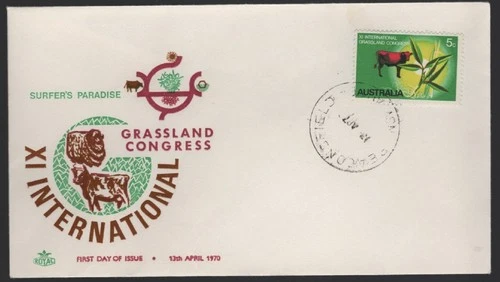 SURFER'S PARADISE
GRASSLAND
CONGRESS
XI INTERNATIONAL
ROYAL
FIRST DAY OF ISSUE • 13th APRIL 1970
XI INTERNATIONAL
GRASSLAND CONGRESS
5c
AUSTRALIA